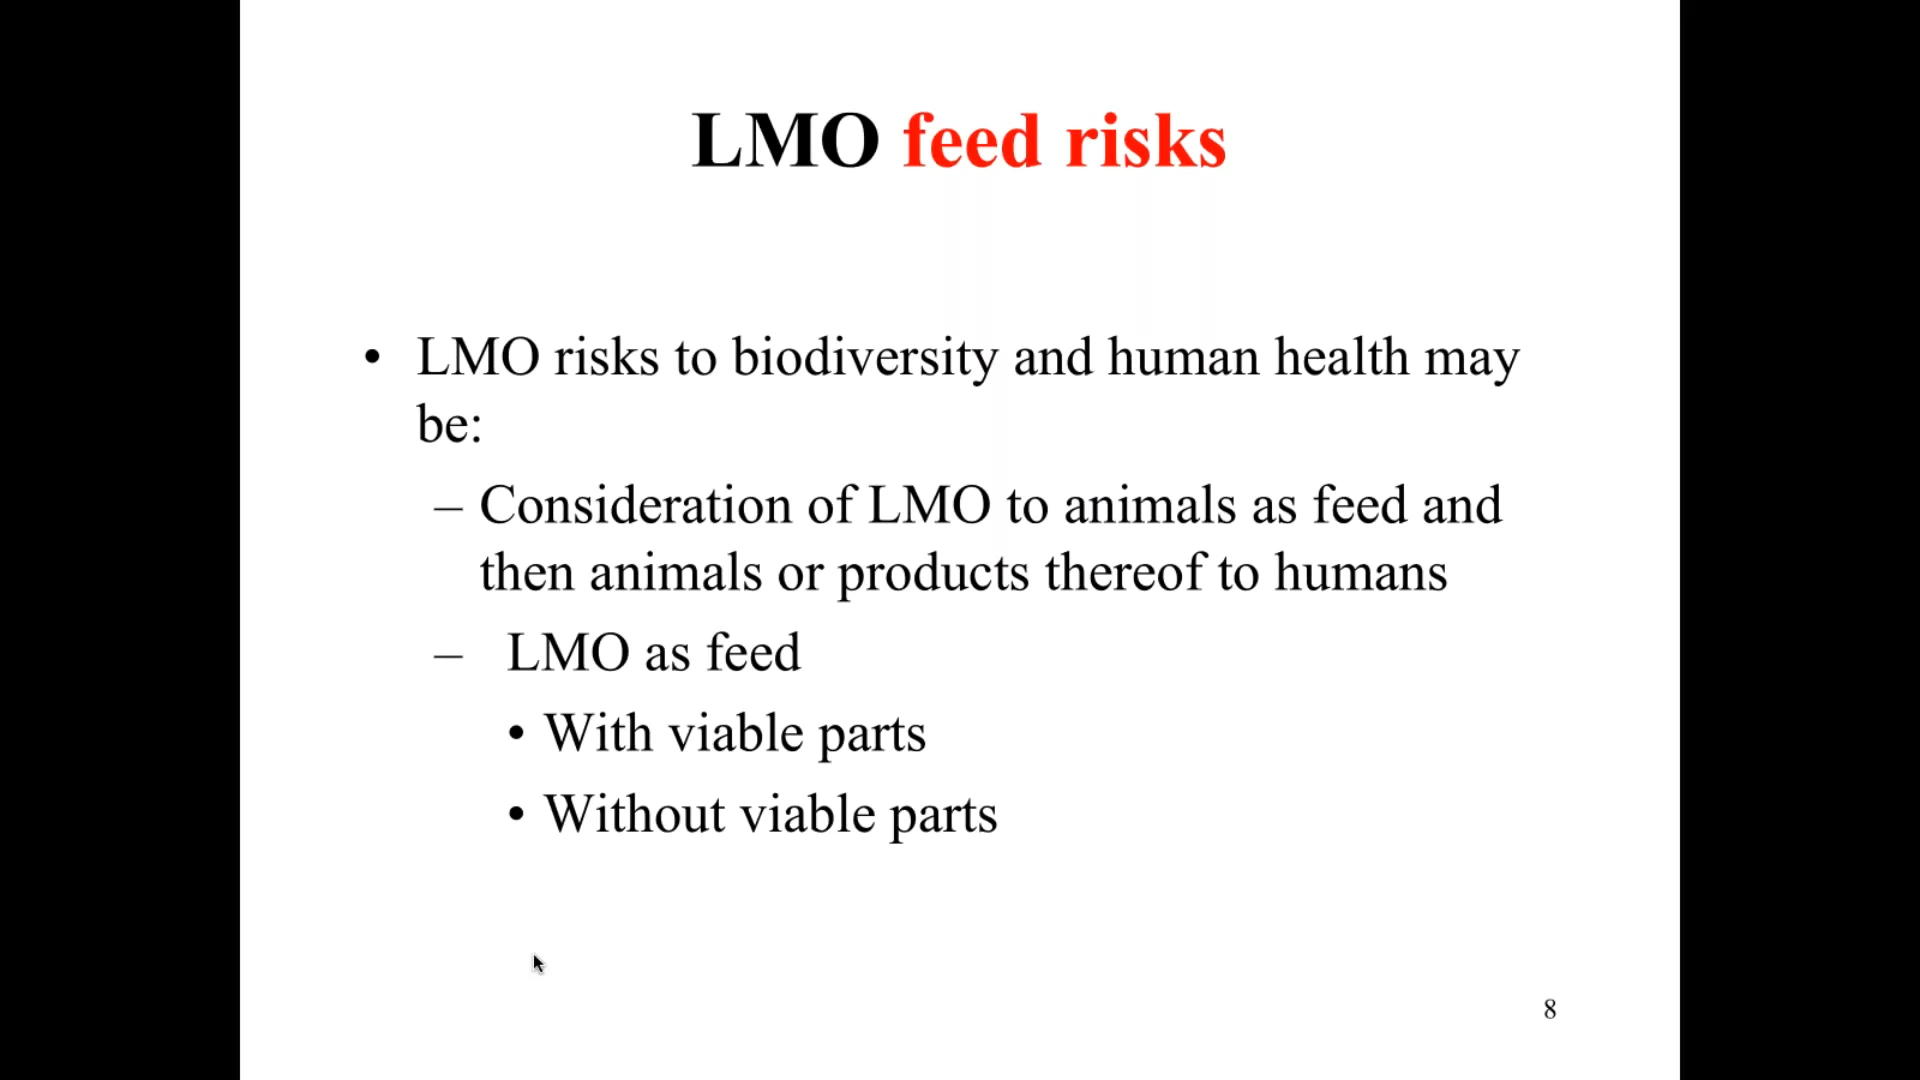 LMO feed risks
• LMO risks to biodiversity and human health may
be:
– Consideration of LMO to animals as feed and
then animals or products thereof to humans
– LMO as feed
• With viable parts
• Without viable parts
8